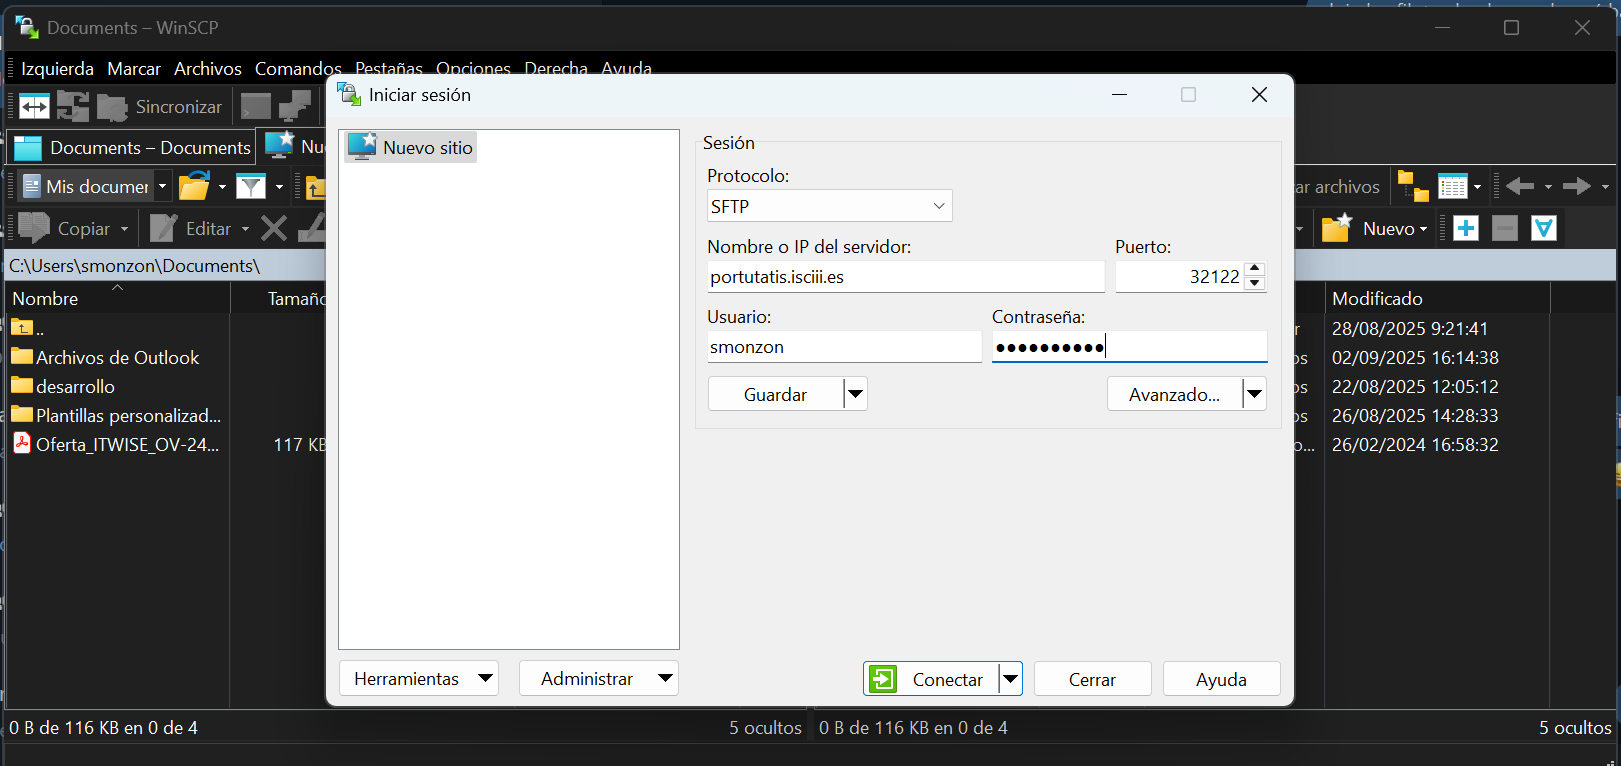 Documents – WinSCP
Izquierda Marcar Archivos Comandos Pestañas Opciones Derecha Ayuda
Sincronizar
Documents – Documents
Mis documen
ar archivos
Copiar
Editar
Nuevo
C:\Users\smonzon\Documents\
Nombre
Tamaño
Modificado
..
28/08/2025 9:21:41
Archivos de Outlook
02/09/2025 16:14:38
desarrollo
22/08/2025 12:05:12
Plantillas personalizad...
26/08/2025 14:28:33
Oferta_ITWISE_OV-24...
117 KB
26/02/2024 16:58:32
Iniciar sesión
Nuevo sitio
Sesión
Protocolo:
SFTP
Nombre o IP del servidor:
Puerto:
portutatis.isciii.es
32122
Usuario:
Contraseña:
smonzon
●●●●●●●●●●
Guardar
Avanzado...
Herramientas
Administrar
Conectar
Cerrar
Ayuda
0 B de 116 KB en 0 de 4
5 ocultos
0 B de 116 KB en 0 de 4
5 ocultos